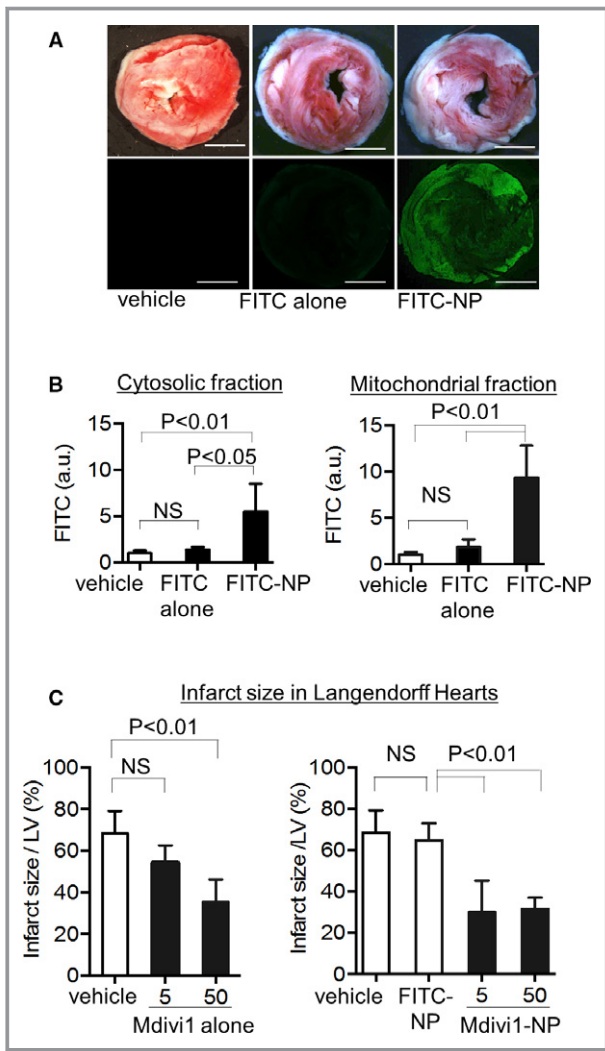 A
vehicle FITC alone FITC-NP
B Cytosolic fraction Mitochondrial fraction
P<0.01
P<0.05
NS
FITC (a.u.)
15
10
5
0
vehicle FITC alone FITC-NP
P<0.01
NS
FITC (a.u.)
15
10
5
0
vehicle FITC alone FITC-NP
C Infarct size in Langendorff Hearts
P<0.01
NS
Infarct size / LV (%)
100
80
60
40
20
0
vehicle 5 50
Mdivi1 alone
NS P<0.01
Infarct size /LV (%)
100
80
60
40
20
0
vehicle FITC-NP 5 50
Mdivi1-NP